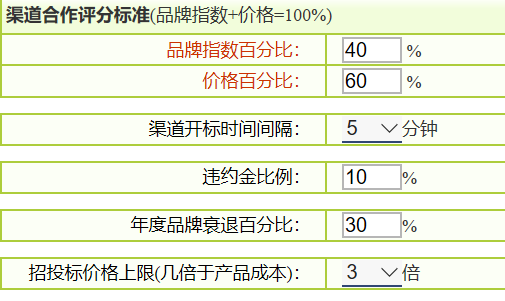 渠道合作评分标准(品牌指数+价格=100%)
品牌指数百分比： 40 %
价格百分比： 60 %
渠道开标时间间隔： 5 分钟
违约金比例： 10 %
年度品牌衰退百分比： 30 %
招投标价格上限(几倍于产品成本)： 3 倍